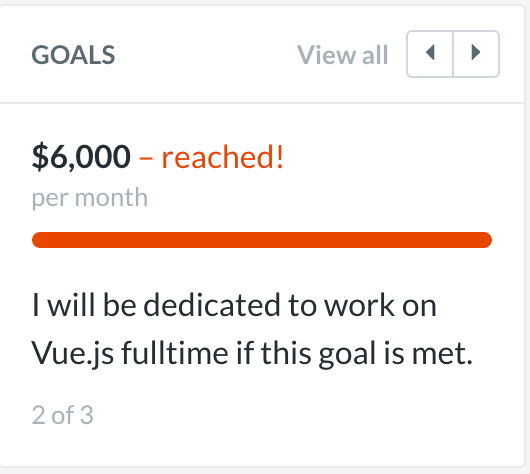 GOALS View all
$6,000 – reached!
per month
I will be dedicated to work on
Vue.js fulltime if this goal is met.
2 of 3